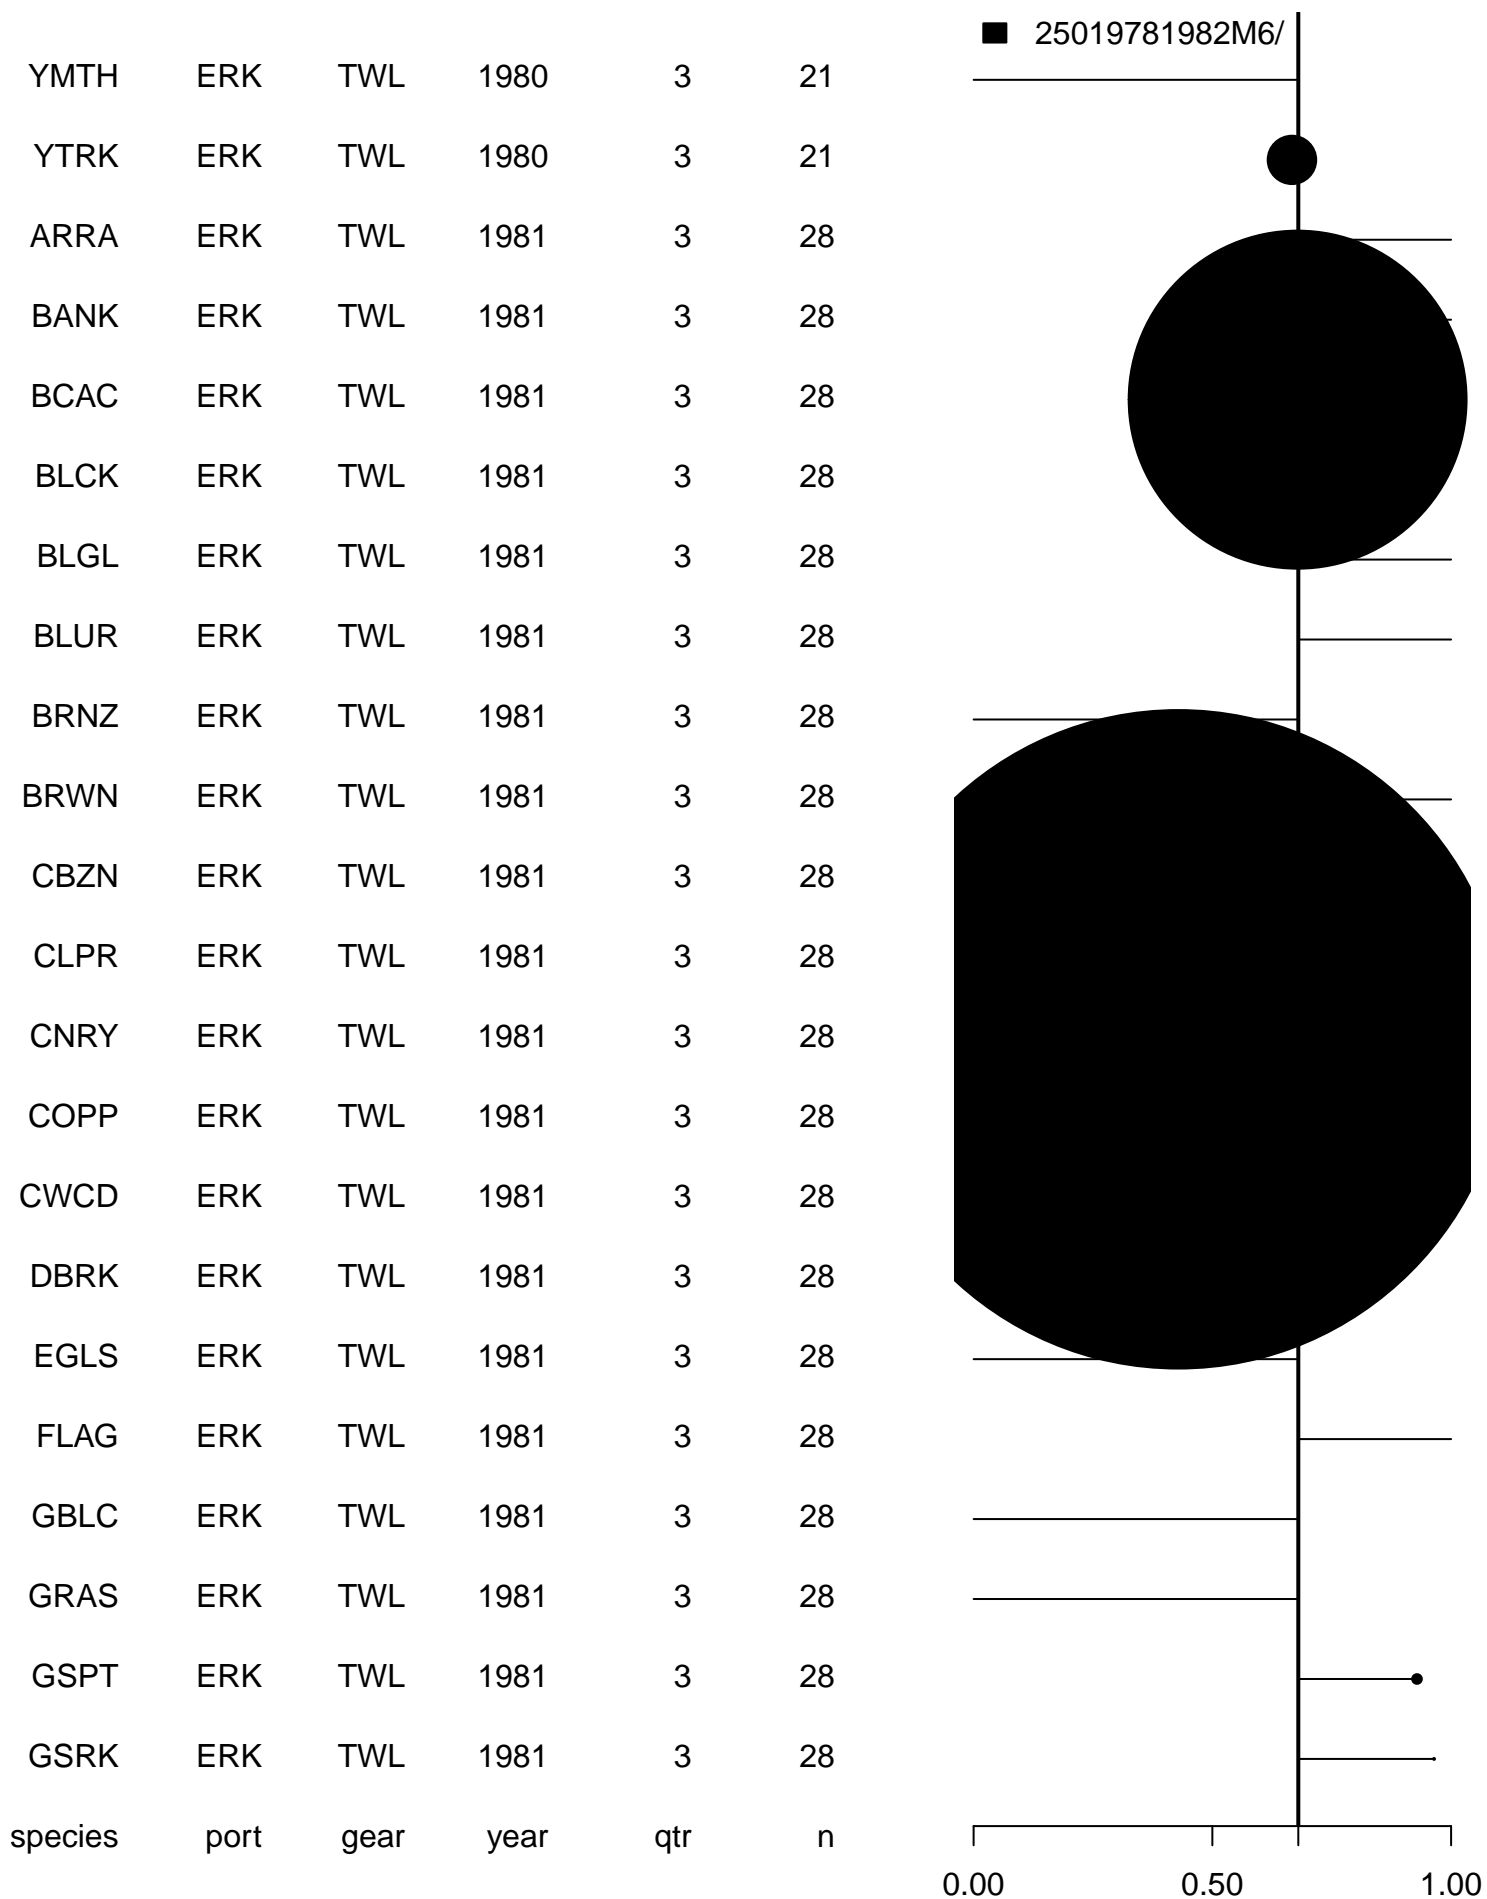 25019781982M6/
YMTH ERK TWL 1980 3 21
YTRK ERK TWL 1980 3 21
ARRA ERK TWL 1981 3 28
BANK ERK TWL 1981 3 28
BCAC ERK TWL 1981 3 28
BLCK ERK TWL 1981 3 28
BLGL ERK TWL 1981 3 28
BLUR ERK TWL 1981 3 28
BRNZ ERK TWL 1981 3 28
BRWN ERK TWL 1981 3 28
CBZN ERK TWL 1981 3 28
CLPR ERK TWL 1981 3 28
CNRY ERK TWL 1981 3 28
COPP ERK TWL 1981 3 28
CWCD ERK TWL 1981 3 28
DBRK ERK TWL 1981 3 28
EGLS ERK TWL 1981 3 28
FLAG ERK TWL 1981 3 28
GBLC ERK TWL 1981 3 28
GRAS ERK TWL 1981 3 28
GSPT ERK TWL 1981 3 28
GSRK ERK TWL 1981 3 28
species port gear year qtr n
0.00 0.50 1.00